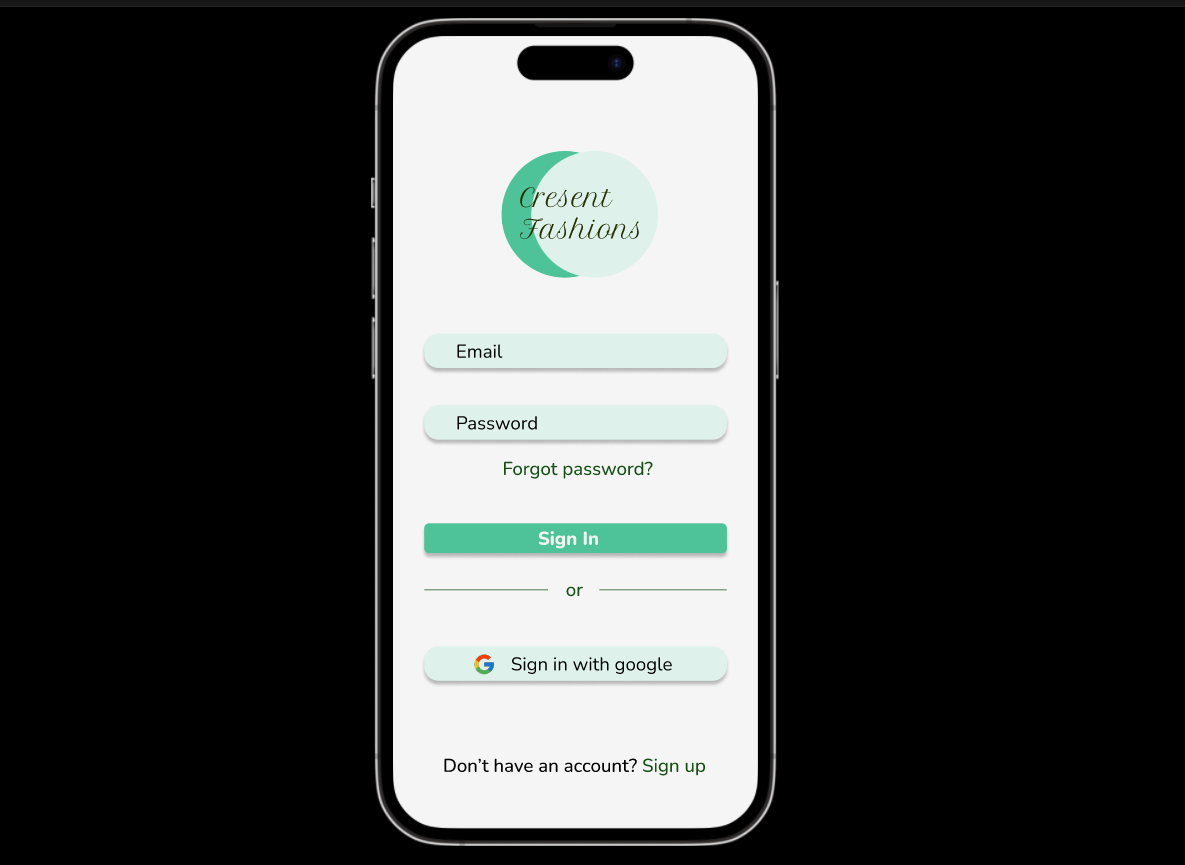 Cresent
Fashions
Email
Password
Forgot password?
Sign In
or
Sign in with google
Don’t have an account? Sign up